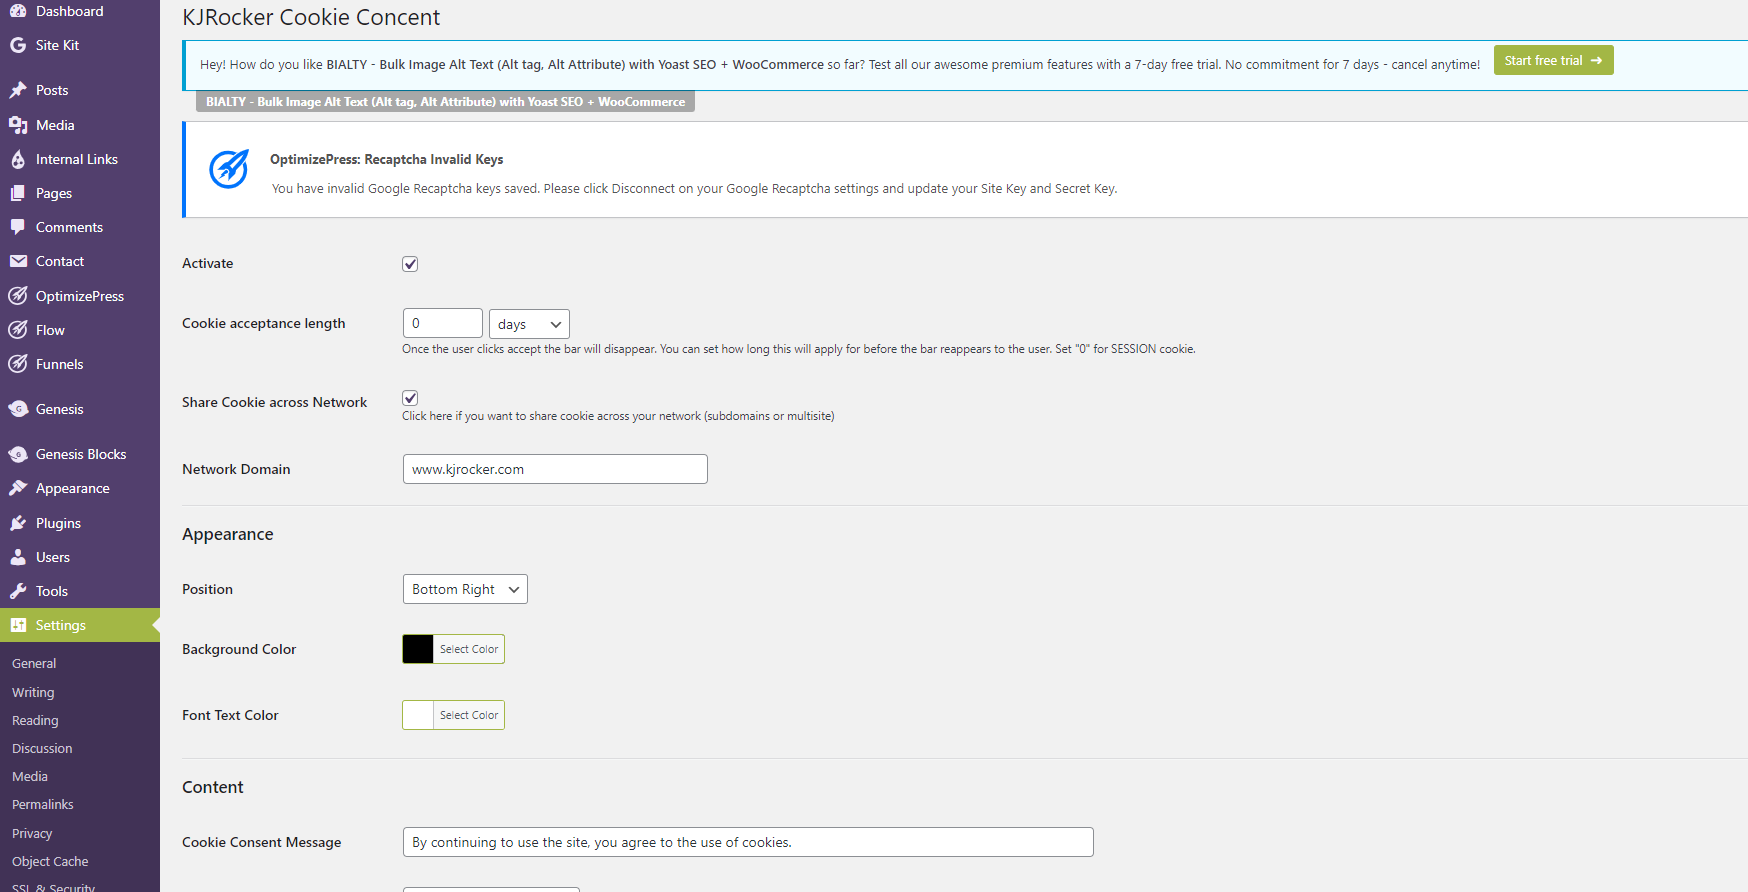 Dashboard
Site Kit
Posts
Media
Internal Links
Pages
Comments
Contact
OptimizePress
Flow
Funnels
Genesis
Genesis Blocks
Appearance
Plugins
Users
Tools
Settings
General
Writing
Reading
Discussion
Media
Permalinks
Privacy
Object Cache
SSL & Security
KJRocker Cookie Concent
Hey! How do you like BIALTY - Bulk Image Alt Text (Alt tag, Alt Attribute) with Yoast SEO + WooCommerce so far? Test all our awesome premium features with a 7-day free trial. No commitment for 7 days - cancel anytime! Start free trial →
BIALTY - Bulk Image Alt Text (Alt tag, Alt Attribute) with Yoast SEO + WooCommerce
OptimizePress: Recaptcha Invalid Keys
You have invalid Google Recaptcha keys saved. Please click Disconnect on your Google Recaptcha settings and update your Site Key and Secret Key.
Activate
Cookie acceptance length 0 days
Once the user clicks accept the bar will disappear. You can set how long this will apply for before the bar reappears to the user. Set "0" for SESSION cookie.
Share Cookie across Network
Click here if you want to share cookie across your network (subdomains or multisite)
Network Domain www.kjrocker.com
Appearance
Position Bottom Right
Background Color Select Color
Font Text Color Select Color
Content
Cookie Consent Message By continuing to use the site, you agree to the use of cookies.